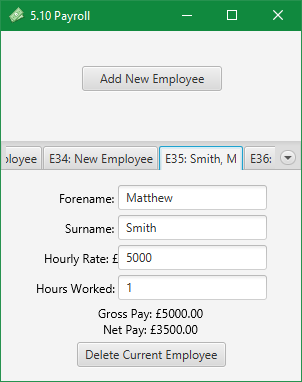 5.10 Payroll
Add New Employee
ployee E34: New Employee E35: Smith, M E36:
Forename: Matthew
Surname: Smith
Hourly Rate: £ 5000
Hours Worked: 1
Gross Pay: £5000.00
Net Pay: £3500.00
Delete Current Employee